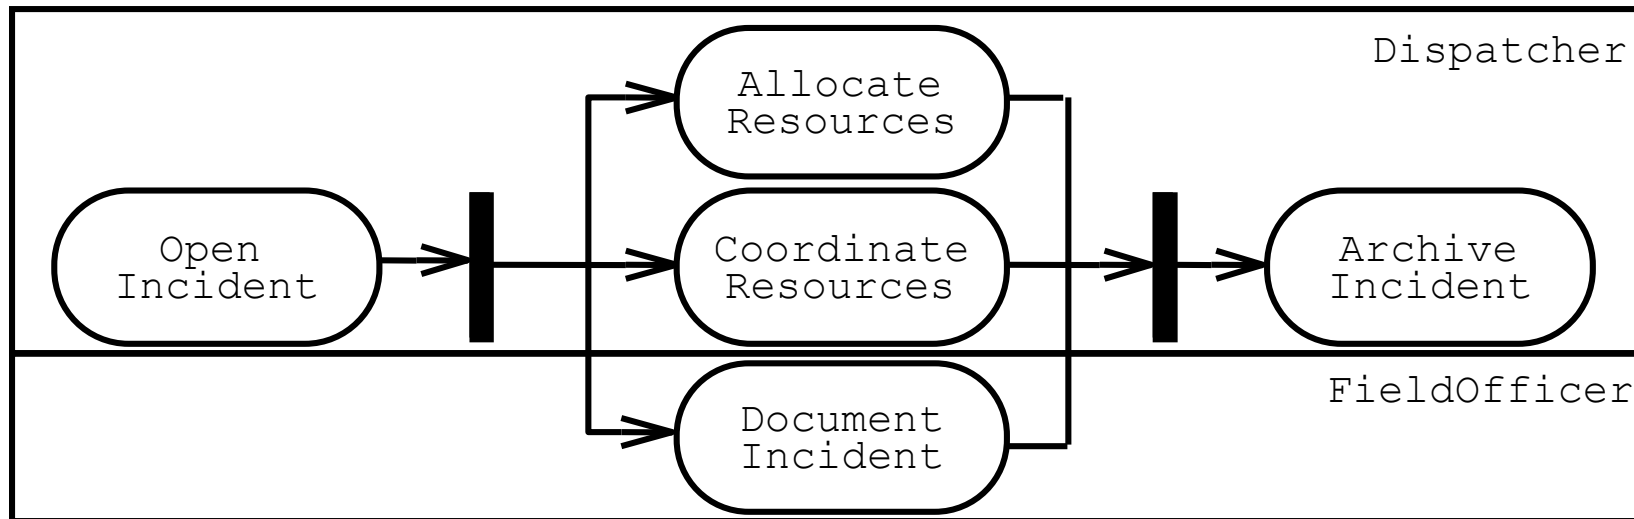 Dispatcher
Allocate
Resources
Open
Incident
Coordinate
Resources
Archive
Incident
FieldOfficer
Document
Incident